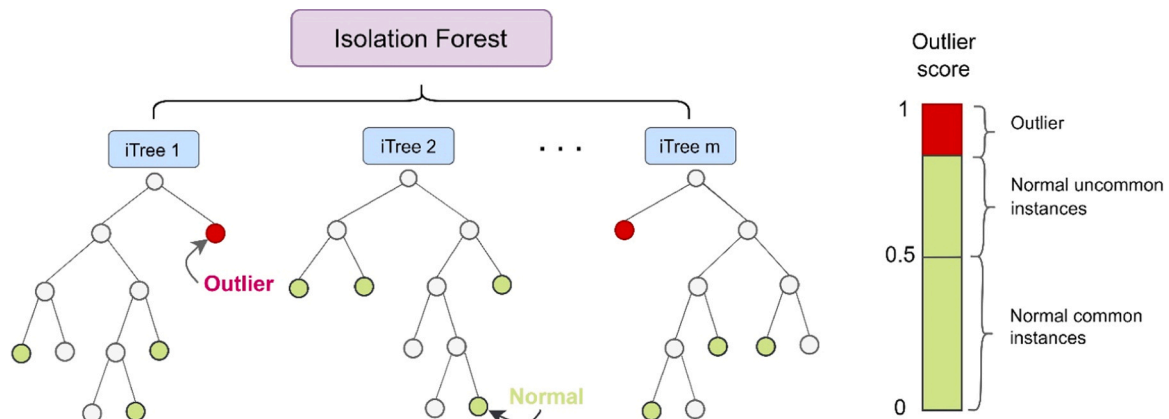 Isolation Forest
iTree 1
iTree 2
. . .
iTree m
Outlier
Normal
Outlier
score
1
Outlier
Normal uncommon
instances
0.5
Normal common
instances
0